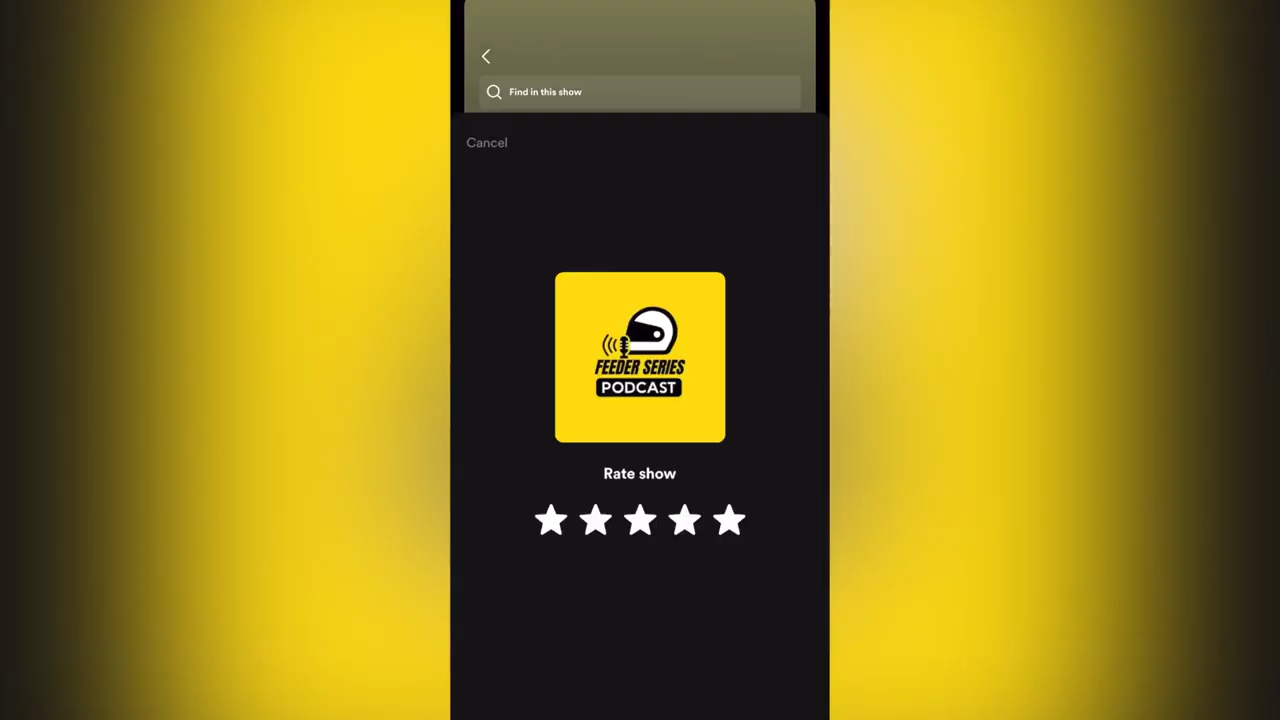 Find in this show
Cancel
FEEDER SERIES
PODCAST
Rate show